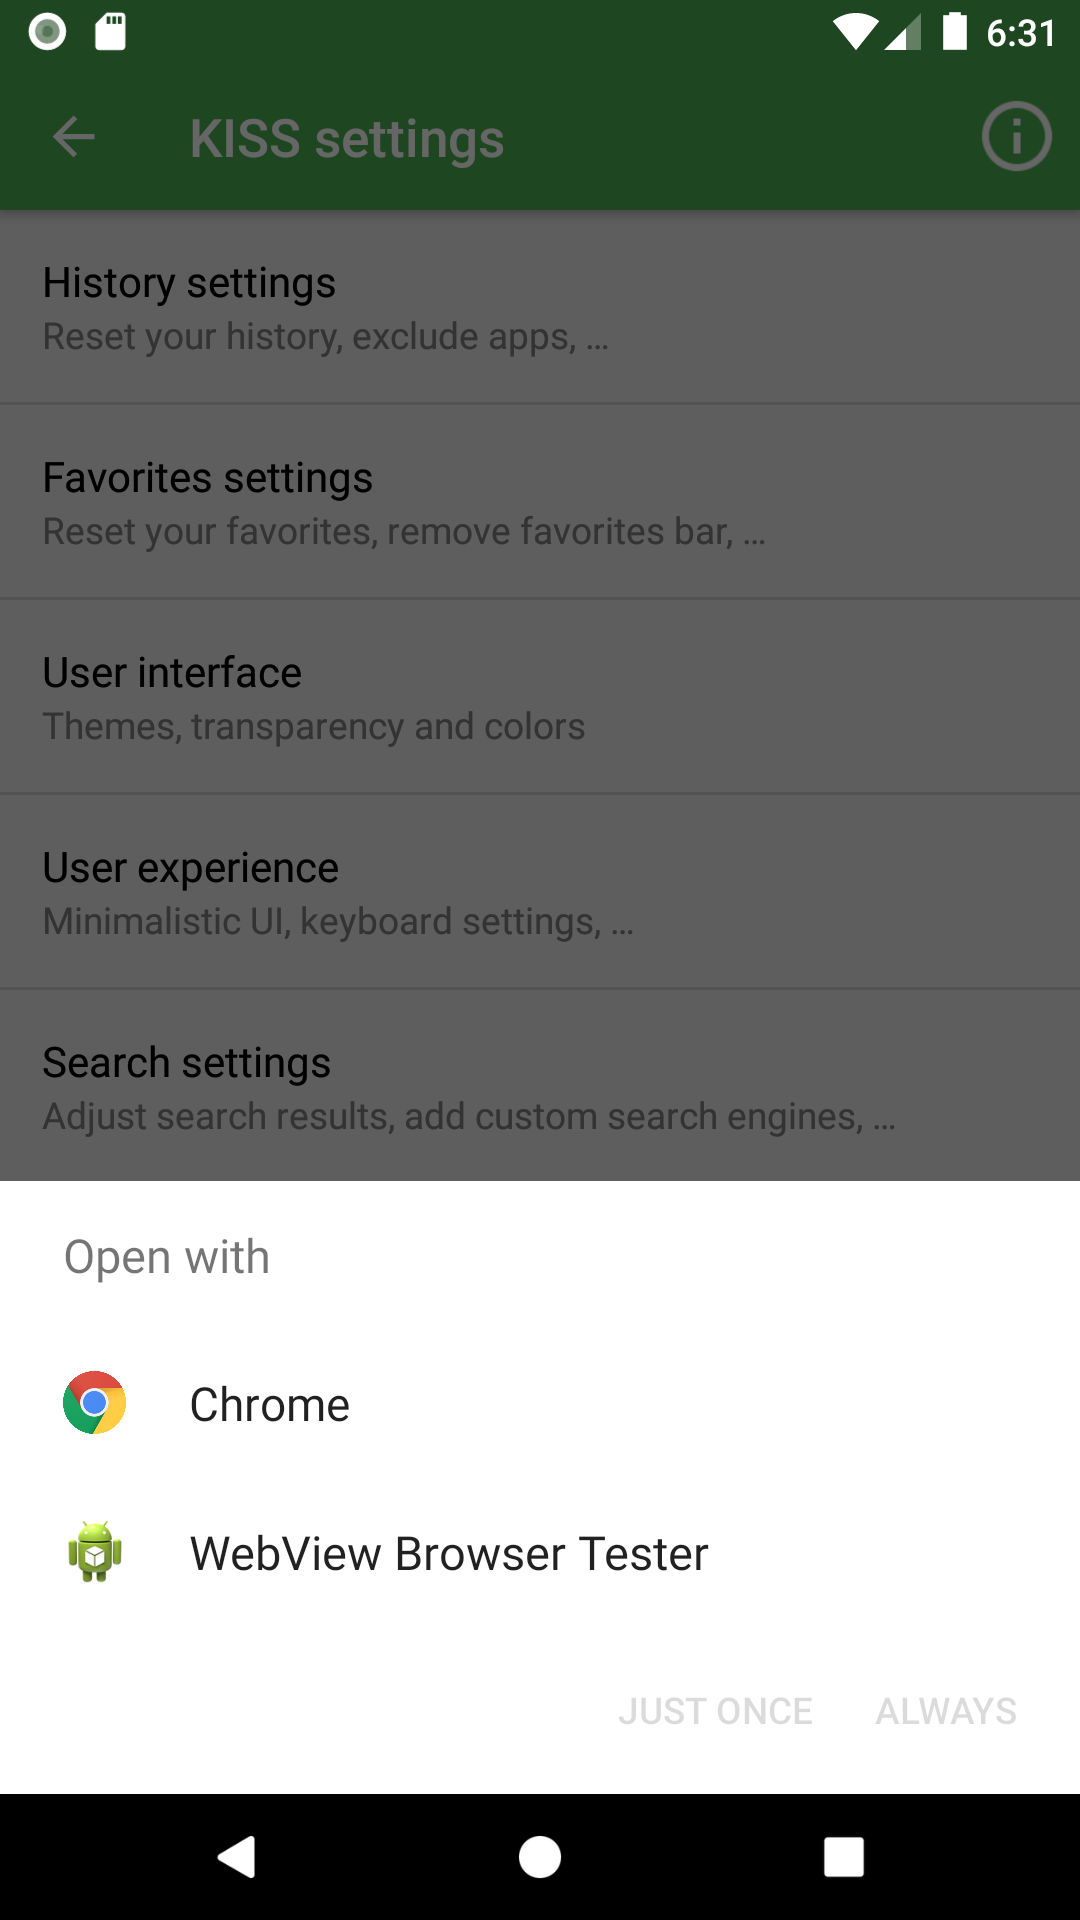 6:31
KISS settings
History settings
Reset your history, exclude apps, …
Favorites settings
Reset your favorites, remove favorites bar, …
User interface
Themes, transparency and colors
User experience
Minimalistic UI, keyboard settings, …
Search settings
Adjust search results, add custom search engines, …
Open with
Chrome
WebView Browser Tester
JUST ONCE ALWAYS